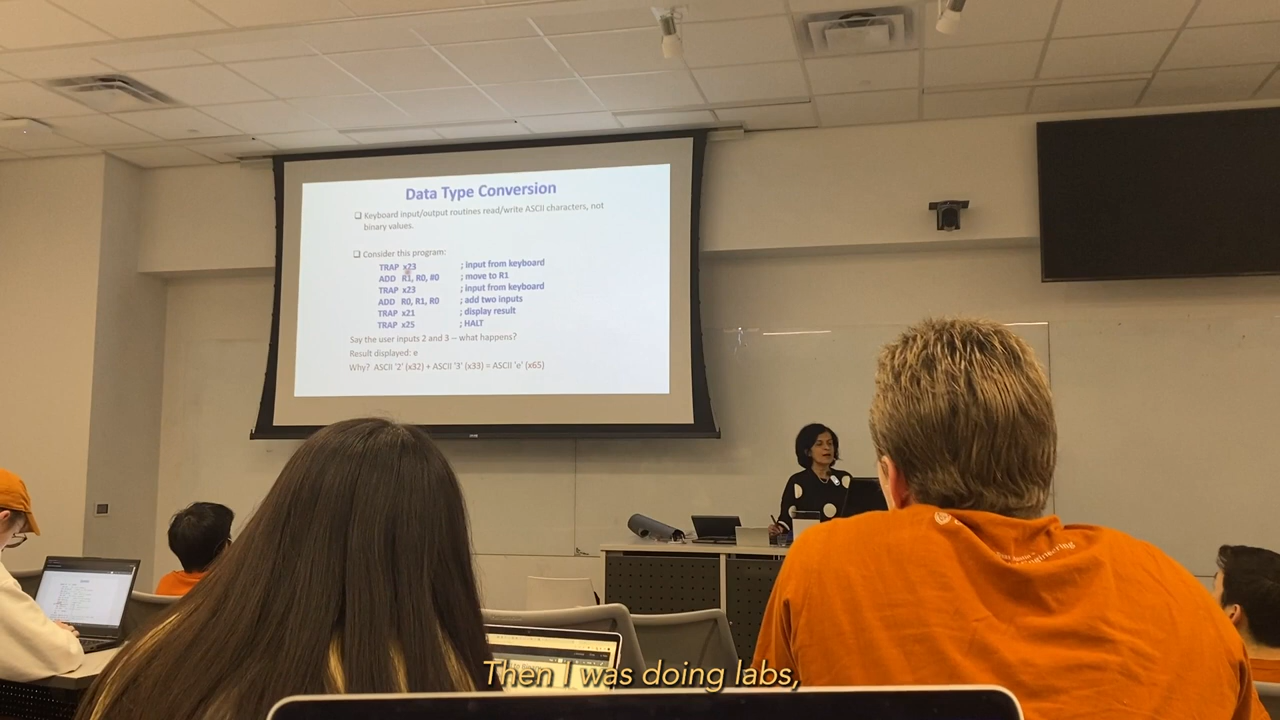 Data Type Conversion
❑ Keyboard input/output routines read/write ASCII characters, not
binary values.
❑ Consider this program:
TRAP x23 ; input from keyboard
ADD R1, R0, #0 ; move to R1
TRAP x23 ; input from keyboard
ADD R0, R1, R0 ; add two inputs
TRAP x21 ; display result
TRAP x25 ; HALT
Say the user inputs 2 and 3 -- what happens?
Result displayed: e
Why? ASCII '2' (x32) + ASCII '3' (x33) = ASCII 'e' (x65)
Then I was doing labs,